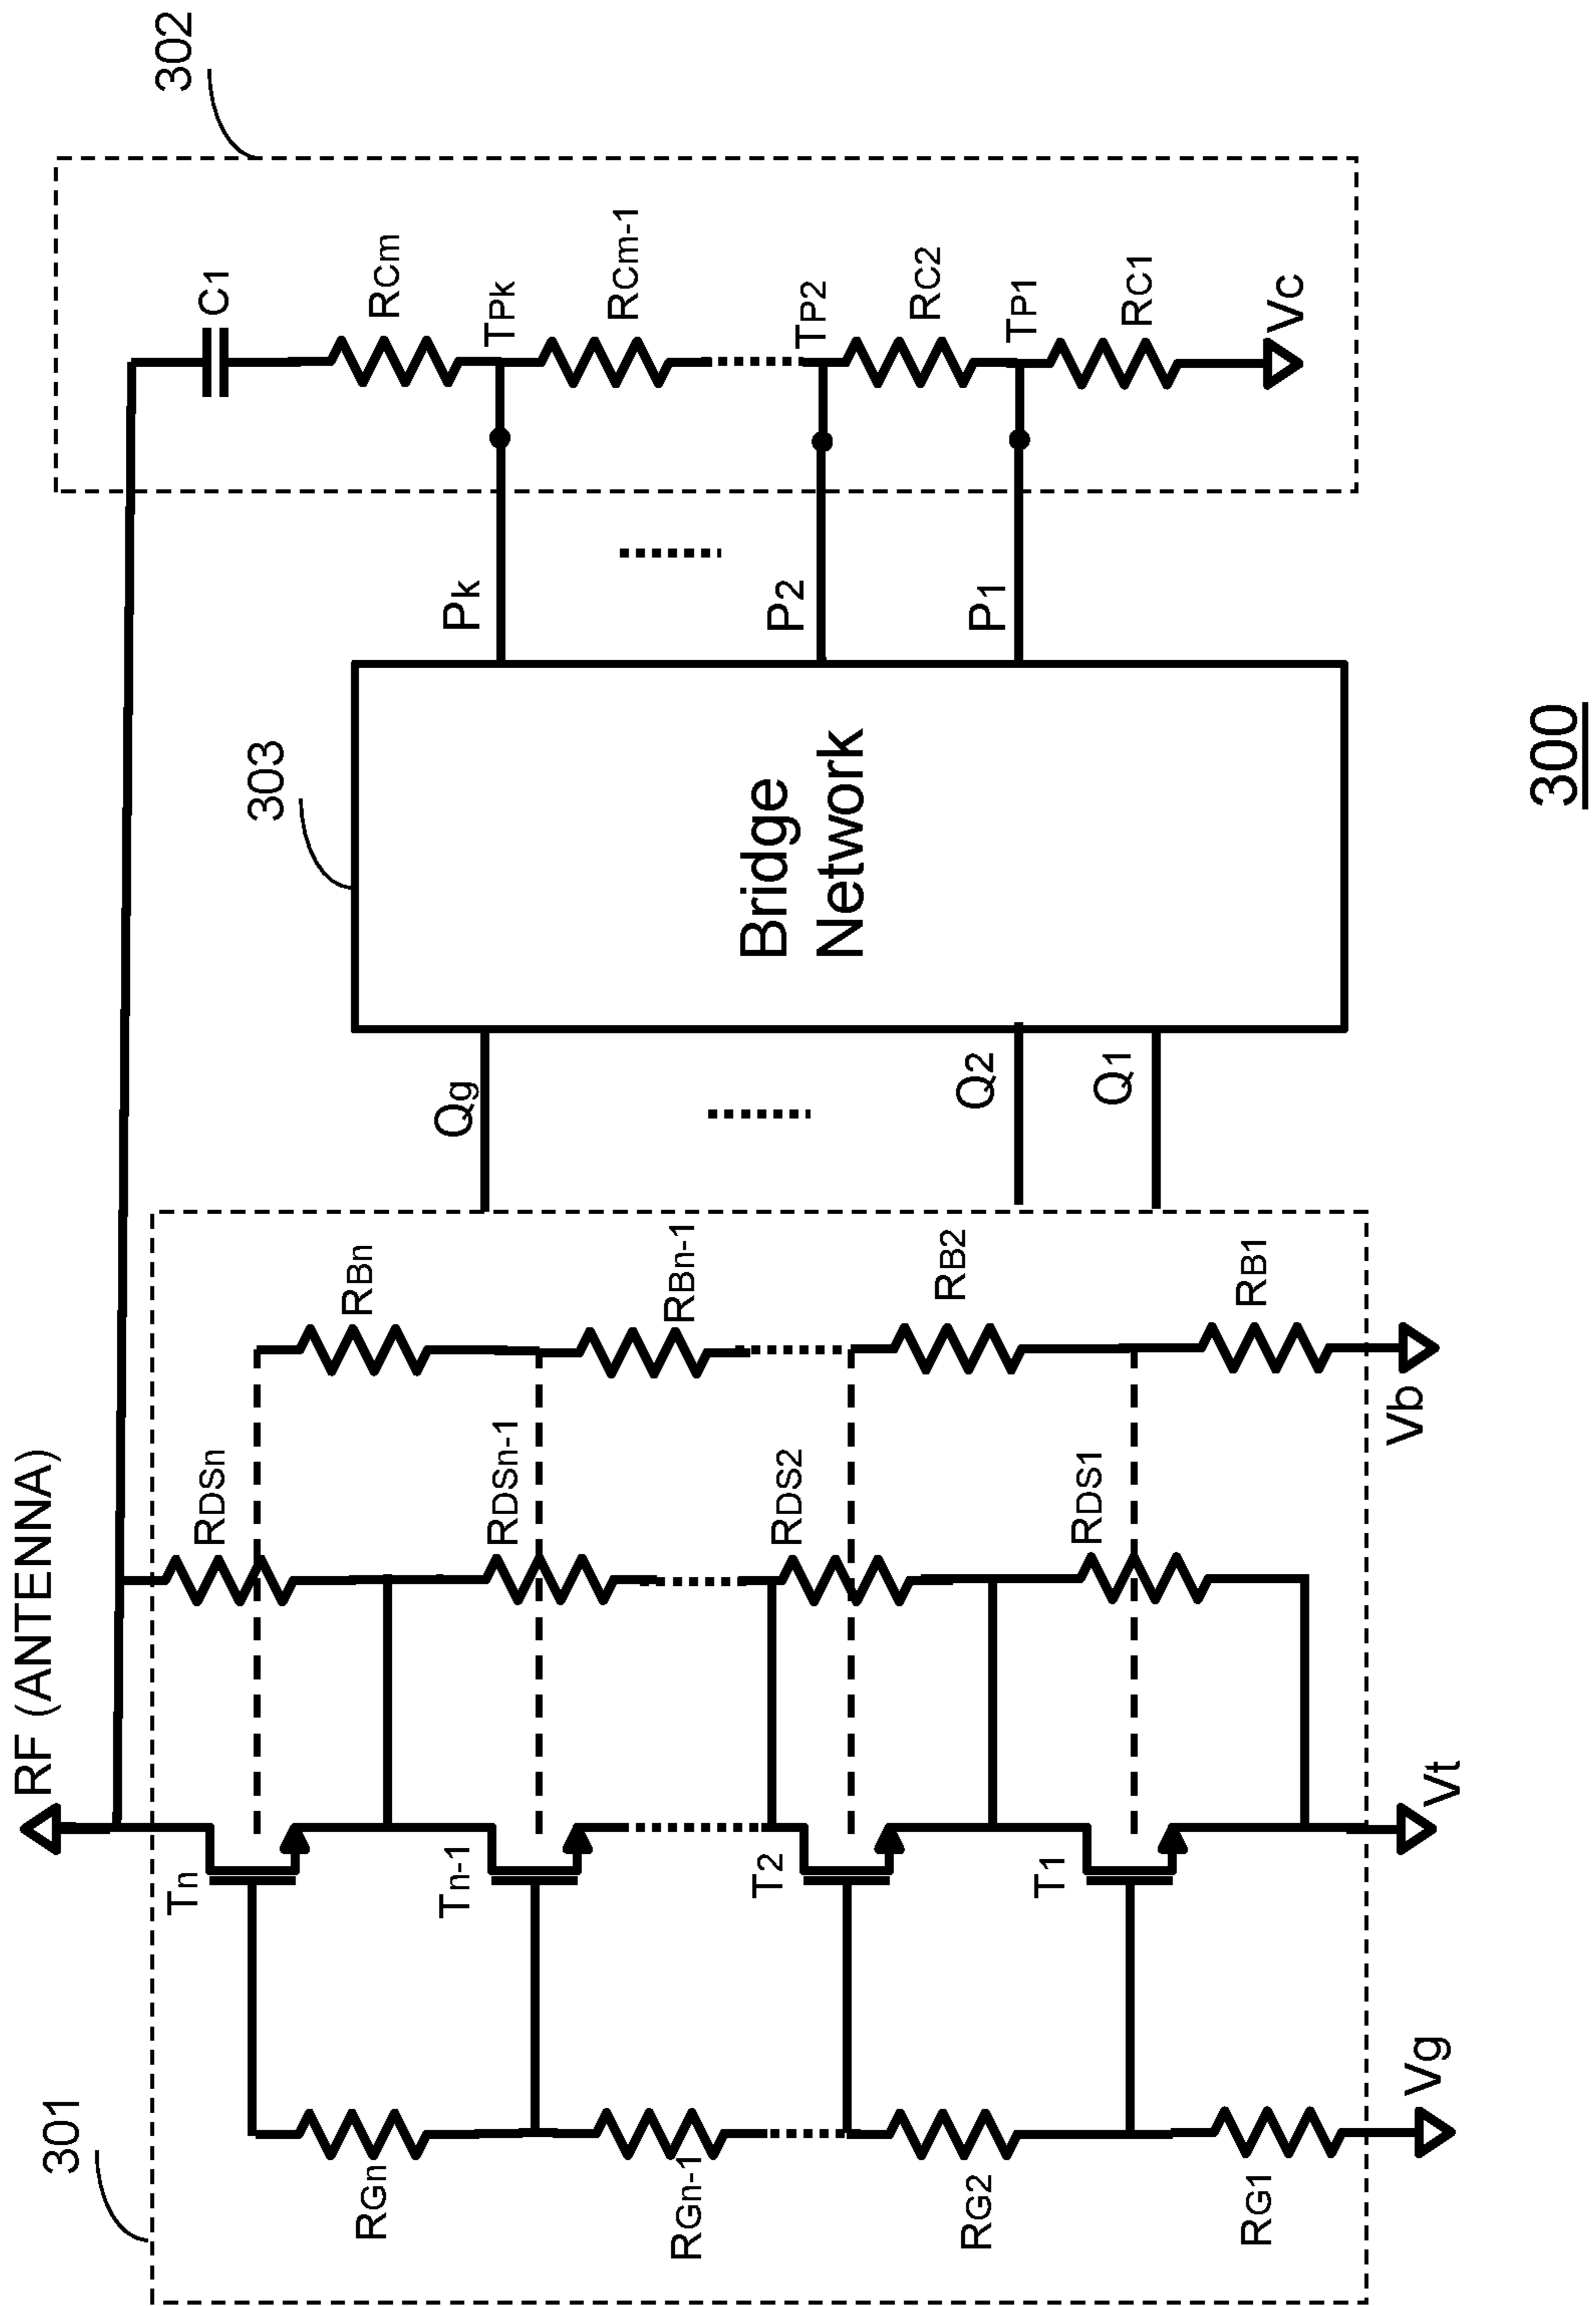 RF (ANTENNA)
301
302
303
Tn
Tn-1
T2
T1
RGn
RGn-1
RG2
RG1
Vg
RDSn
RDSn-1
RDS2
RDS1
Vt
RBn
RBn-1
RB2
RB1
Vb
Qg
Q2
Q1
Bridge
Network
Pk
P2
P1
C1
RCm
TPk
RCm-1
TP2
RC2
TP1
RC1
Vc
300